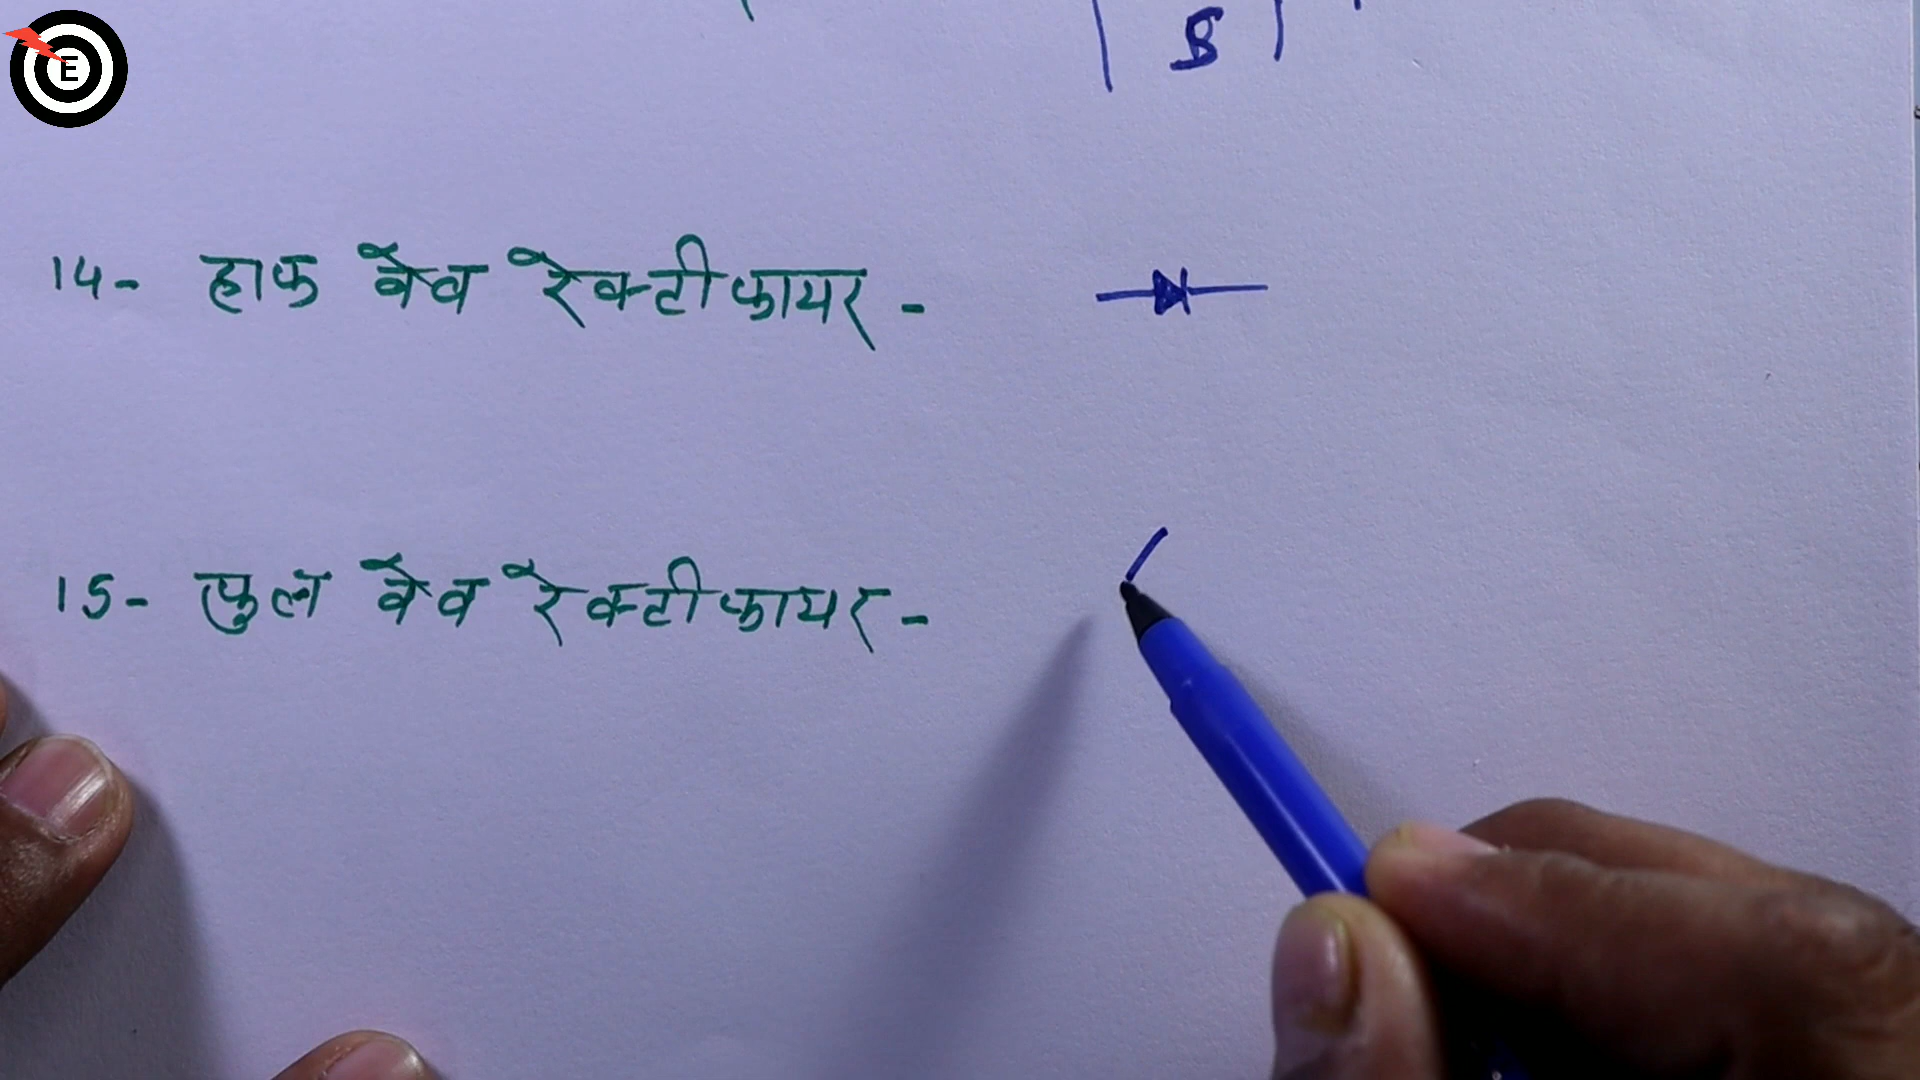 B
E
14- हाफ वेव रेक्टीफायर -
15- फुल वेव रेक्टीफायर -